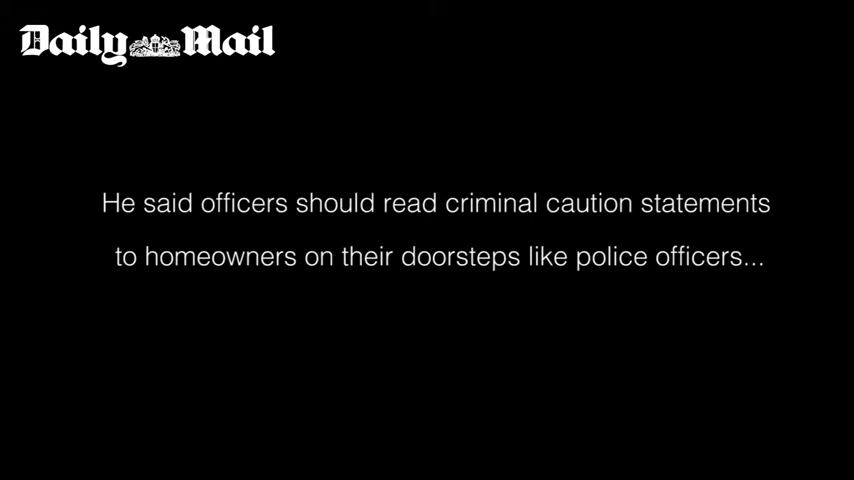 Daily Mail
He said officers should read criminal caution statements
to homeowners on their doorsteps like police officers...